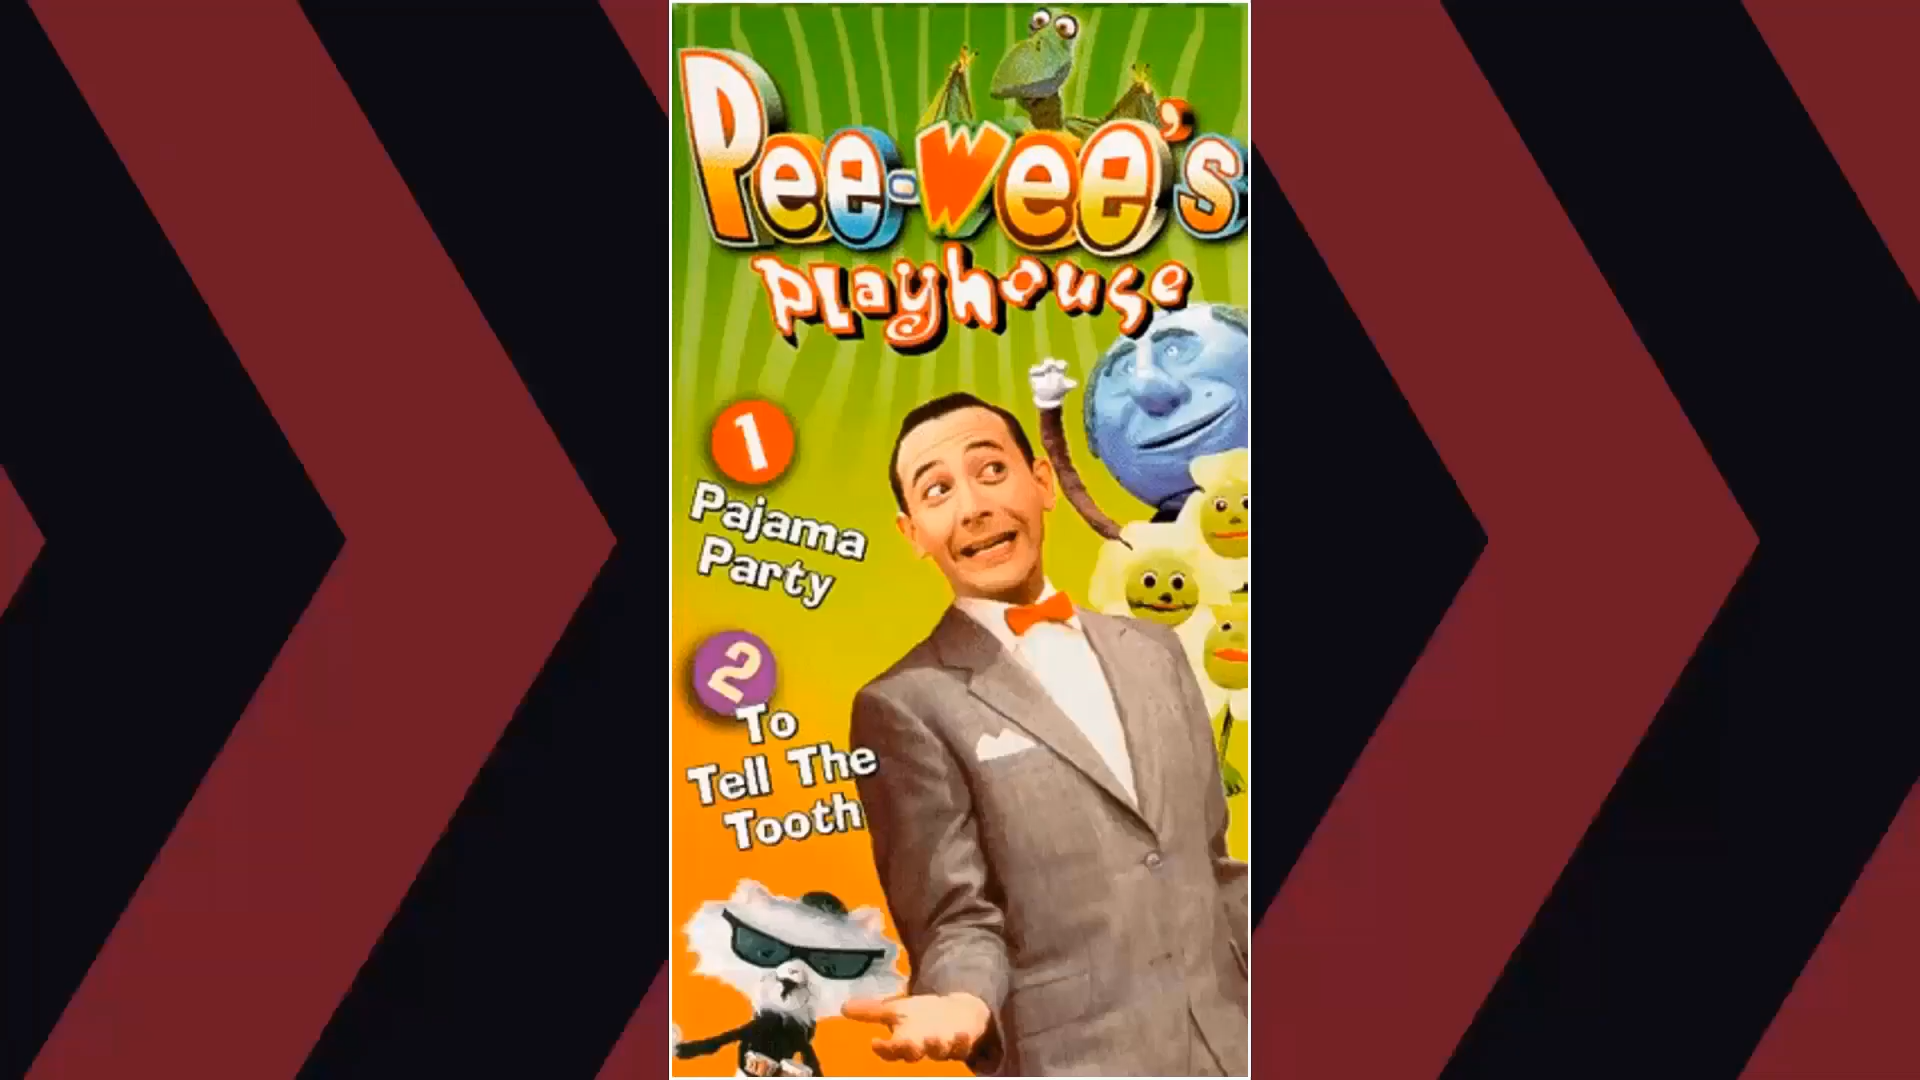 Pee-wee's
Playhouse
1
Pajama
Party
2
To
Tell The
Tooth